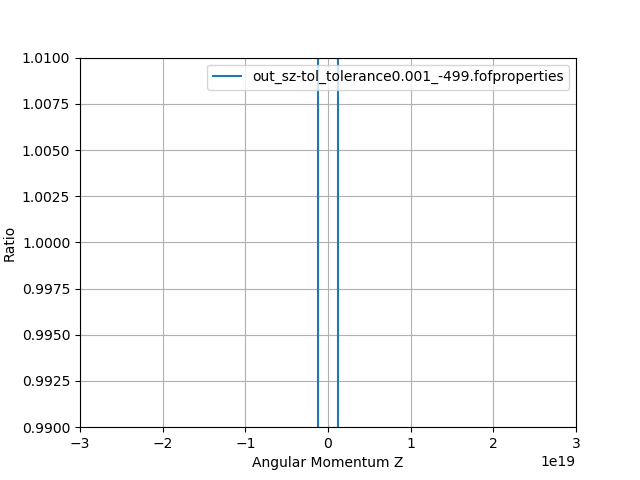 1.0100
out_sz-tol_tolerance0.001_-499.fofproperties
1.0075
1.0050
1.0025
1.0000
Ratio
0.9975
0.9950
0.9925
0.9900
−3 −2 −1 0 1 2 3
Angular Momentum Z
1e19